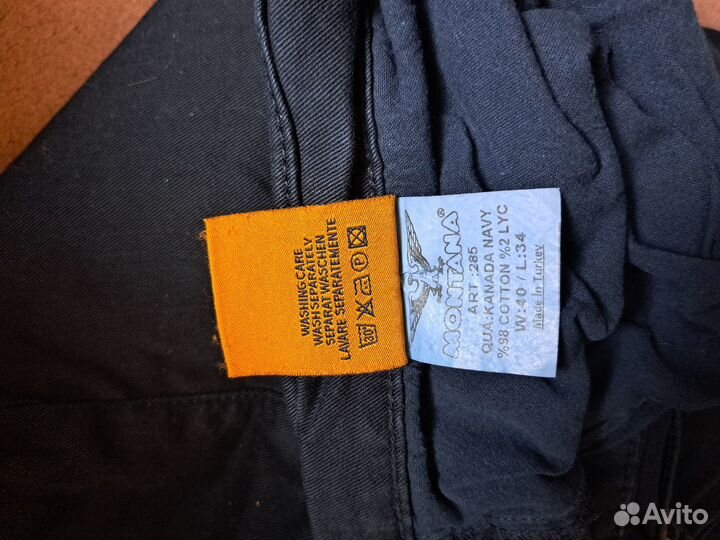 WASHING CARE
WASH SEPARATELY
SEPARAT WASCHEN
LAVARE SEPARATEMENTE
30° P
MONTANA®
ART.:285
QUA:KANADA NAVY
%98 COTTON %2 LYC
W:40 / L:34
Made In Turkey
Avito